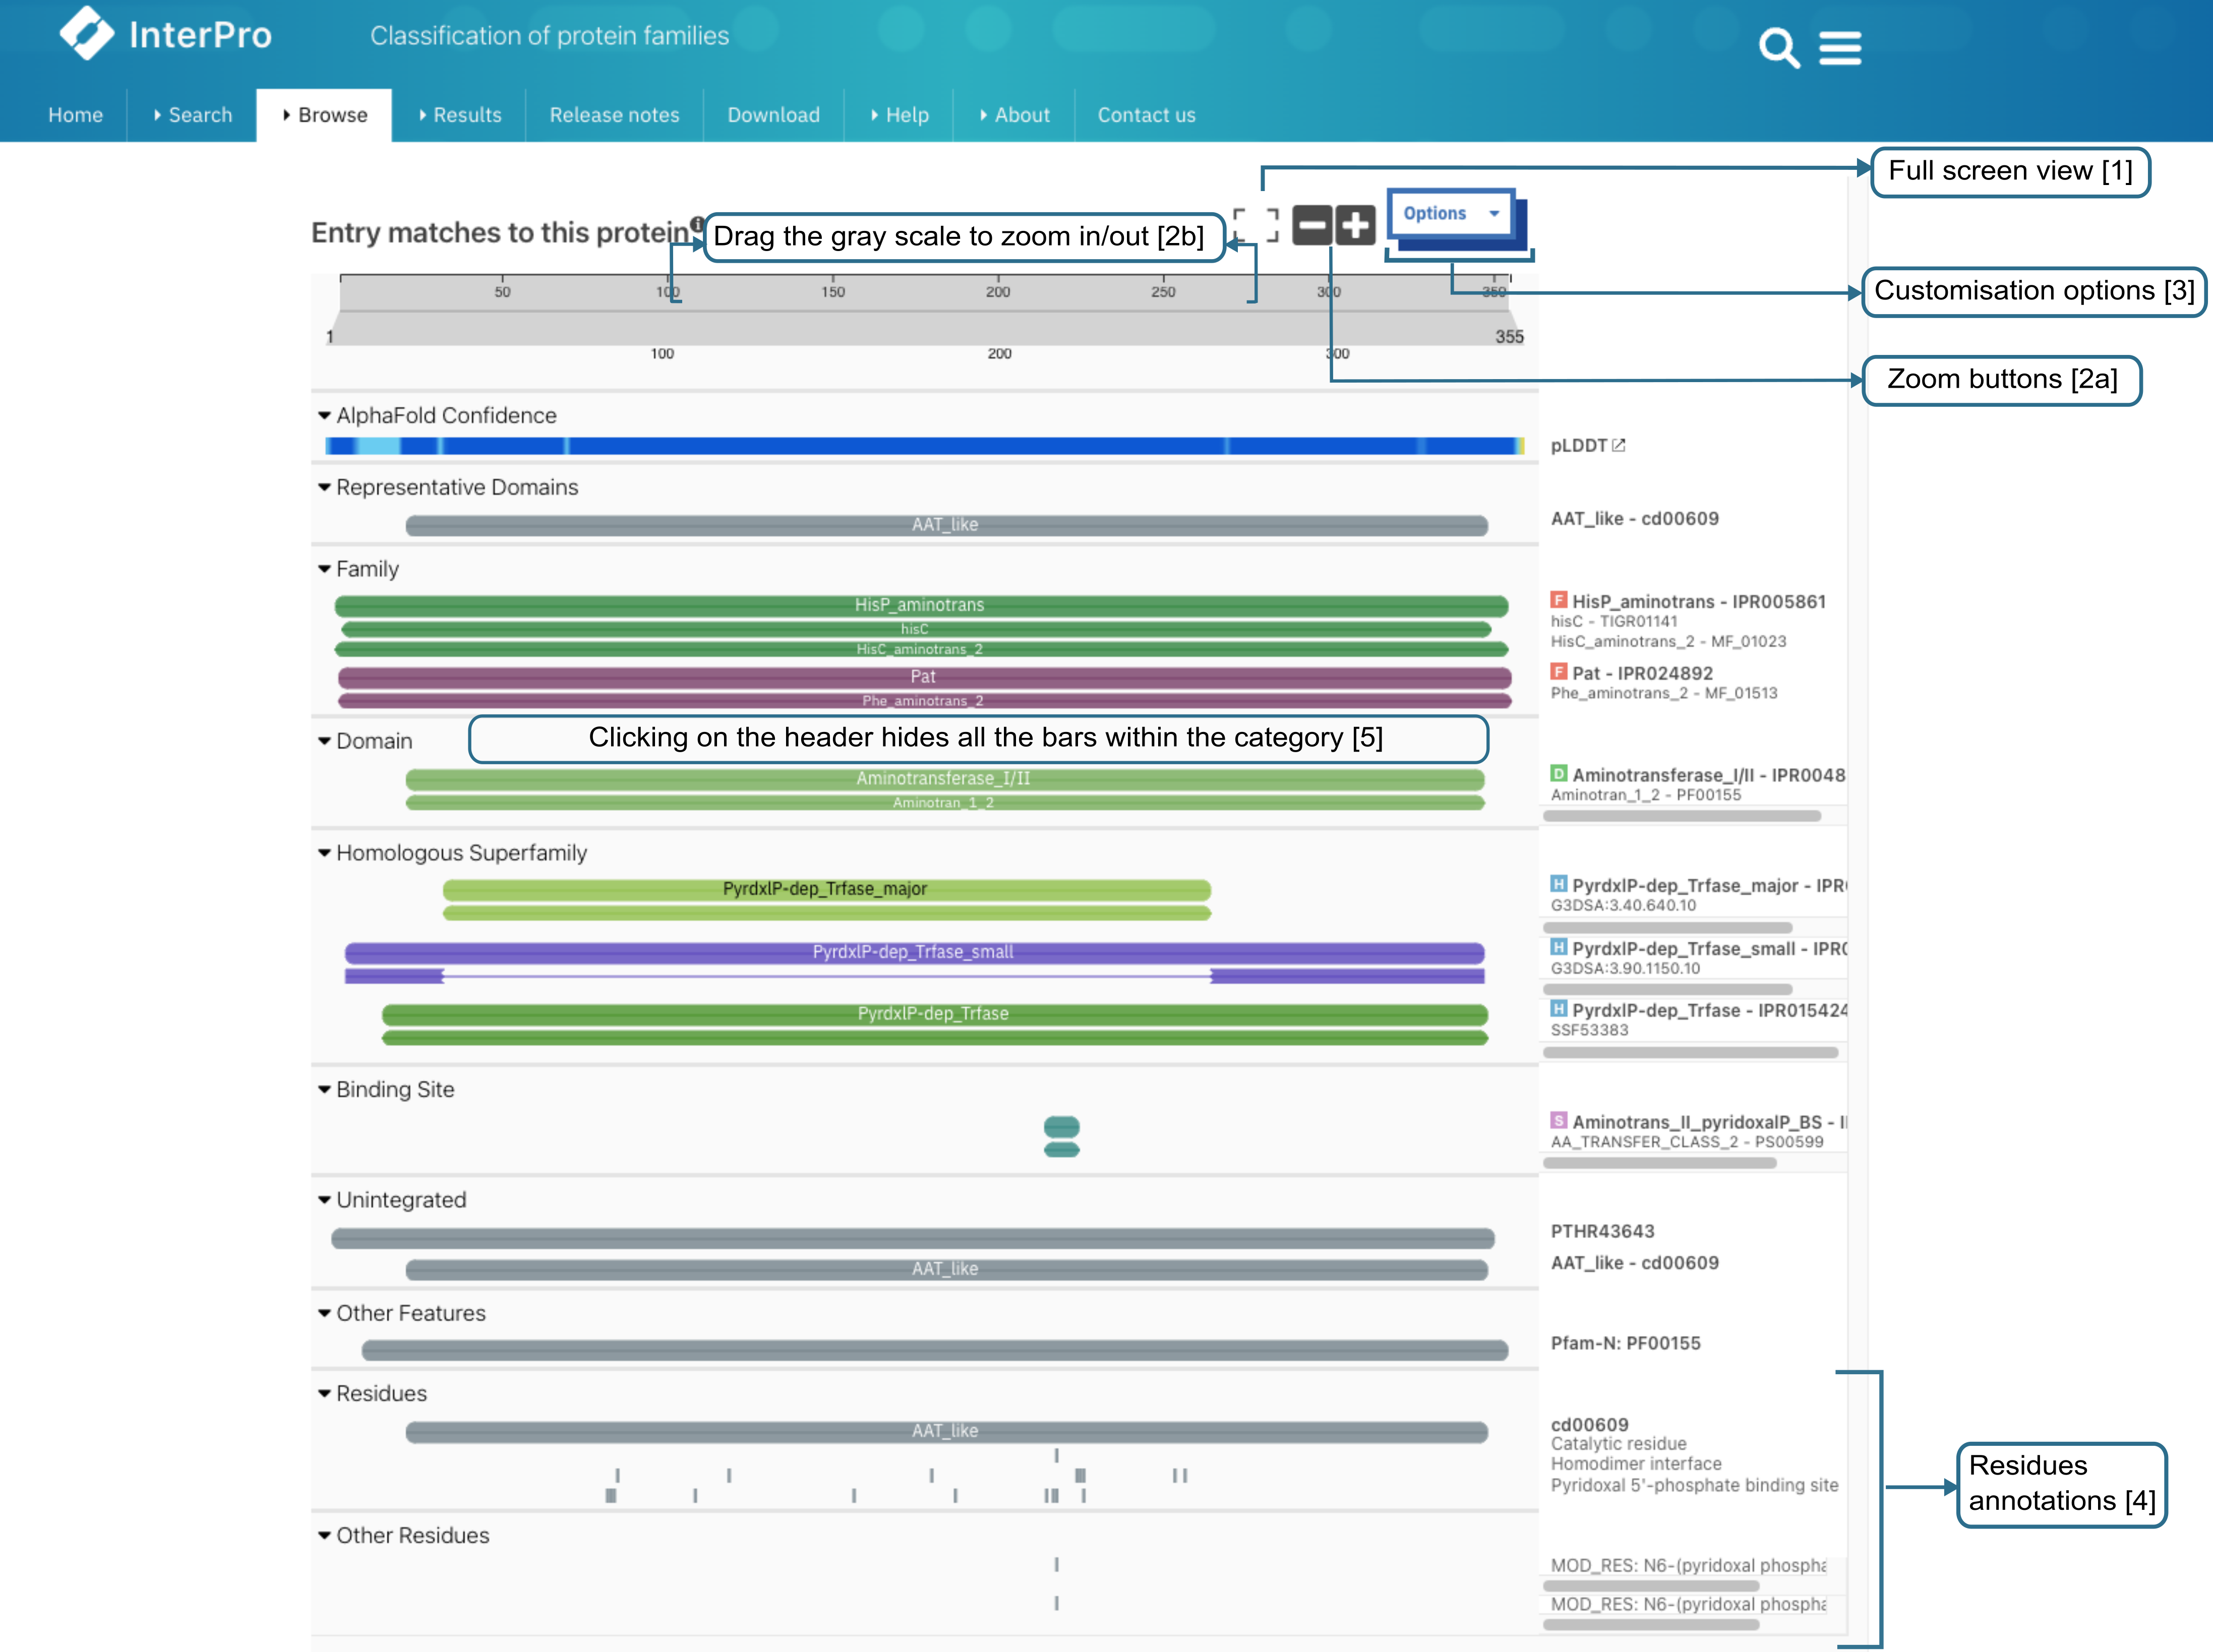 InterPro
Classification of protein families
Home
Search
Browse
Results
Release notes
Download
Help
About
Contact us
Full screen view [1]
Entry matches to this protein
Drag the gray scale to zoom in/out [2b]
Options
Customisation options [3]
50 100 150 200 250 300 350
1 355
100 200 300
Zoom buttons [2a]
AlphaFold Confidence
pLDDT
Representative Domains
AAT_like
AAT_like - cd00609
Family
HisP_aminotrans
HisP_aminotrans - IPR005861
F
hisC
hisC - TIGR01141
HisC_aminotrans_2
HisC_aminotrans_2 - MF_01023
Pat
F
Pat - IPR024892
Phe_aminotrans_2
Phe_aminotrans_2 - MF_01513
Domain
Clicking on the header hides all the bars within the category [5]
Aminotransferase_I/II
D
Aminotransferase_I/II - IPR0048
Aminotran_1_2
Aminotran_1_2 - PF00155
Homologous Superfamily
PyrdxlP-dep_Trfase_major
H
PyrdxlP-dep_Trfase_major - IPR
G3DSA:3.40.640.10
PyrdxlP-dep_Trfase_small
H
PyrdxlP-dep_Trfase_small - IPR
G3DSA:3.90.1150.10
PyrdxlP-dep_Trfase
H
PyrdxlP-dep_Trfase - IPR015424
SSF53383
Binding Site
S
Aminotrans_II_pyridoxalP_BS - I
AA_TRANSFER_CLASS_2 - PS00599
Unintegrated
PTHR43643
AAT_like
AAT_like - cd00609
Other Features
Pfam-N: PF00155
Residues
AAT_like
cd00609
Catalytic residue
Homodimer interface
Pyridoxal 5'-phosphate binding site
Residues
annotations [4]
Other Residues
MOD_RES: N6-(pyridoxal phospha
MOD_RES: N6-(pyridoxal phospha